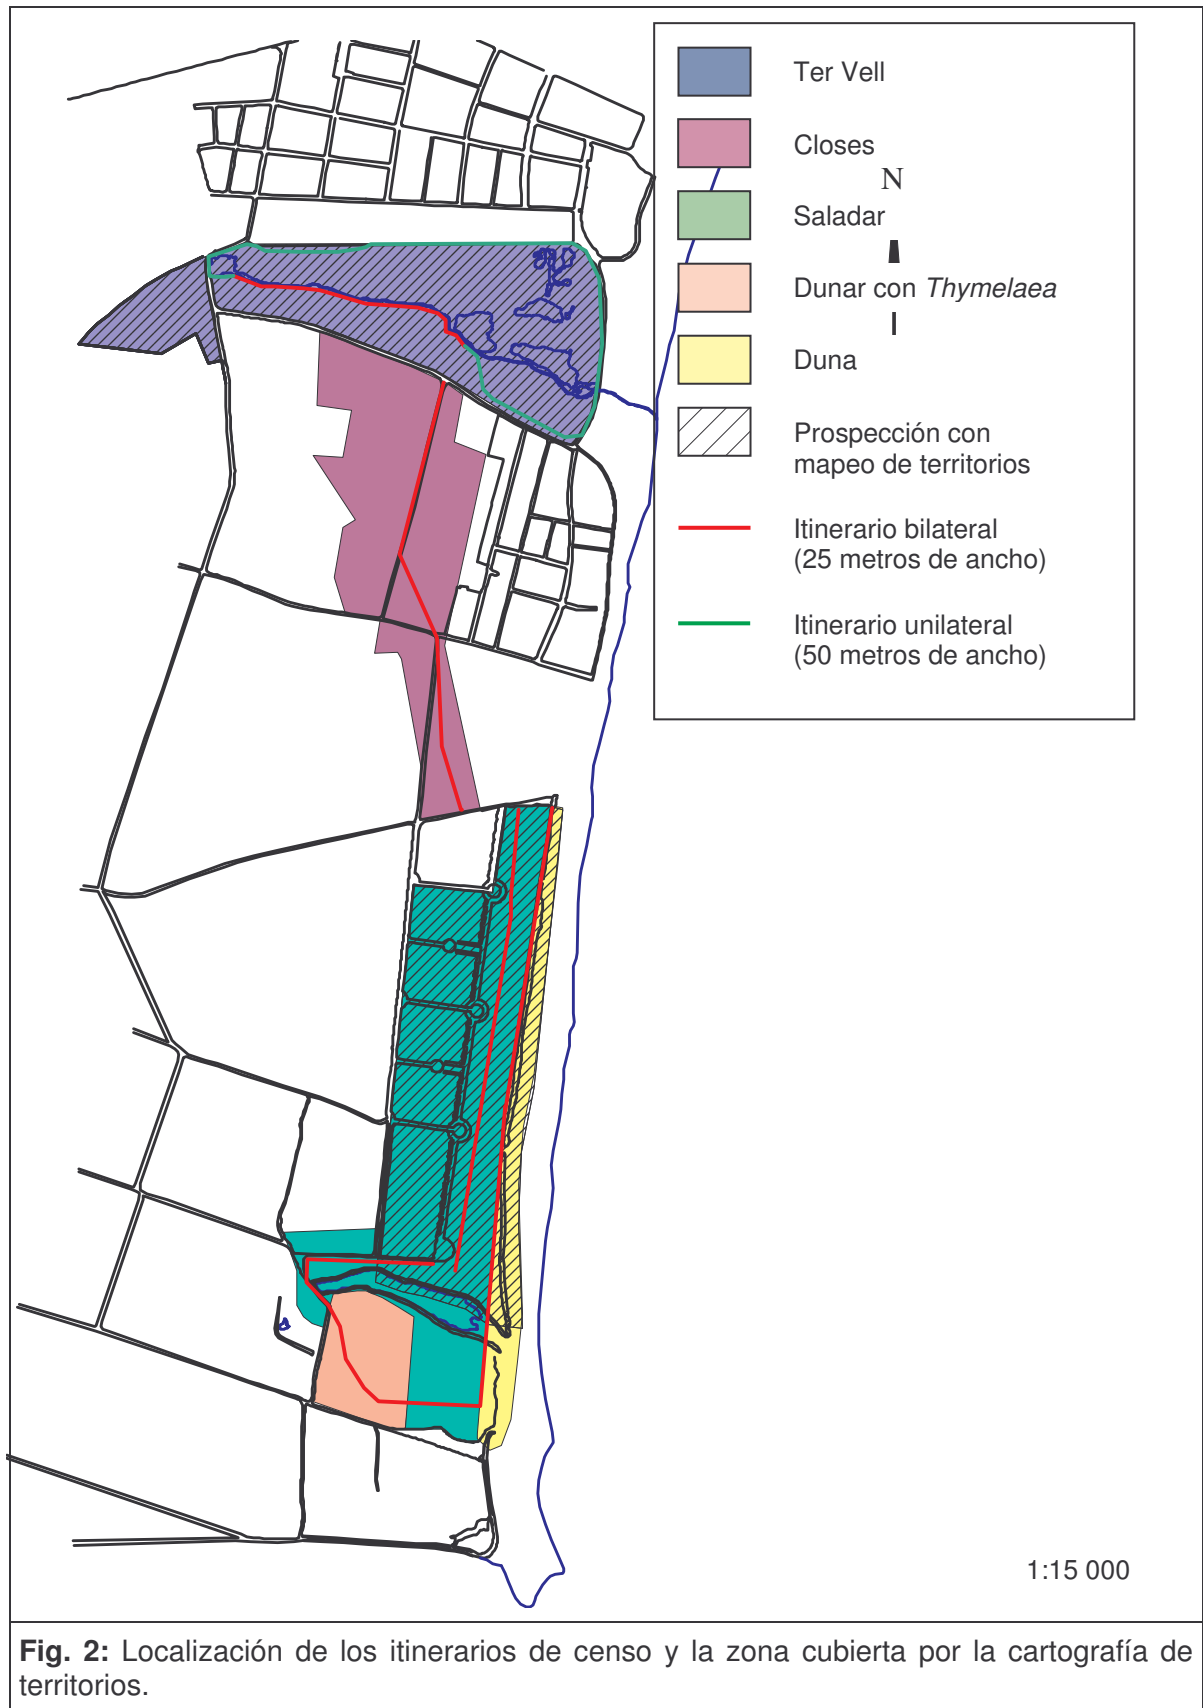 Ter Vell
Closes
N
Saladar
Dunar con Thymelaea
Duna
Prospección con
mapeo de territorios
Itinerario bilateral
(25 metros de ancho)
Itinerario unilateral
(50 metros de ancho)
1:15 000
Fig. 2: Localización de los itinerarios de censo y la zona cubierta por la cartografía de
territorios.